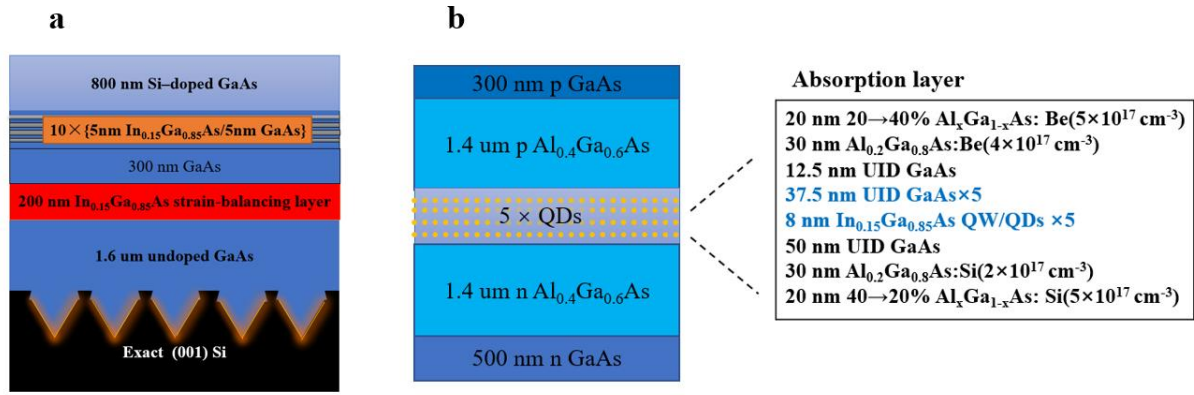 a
800 nm Si–doped GaAs
10×{5nm In0.15Ga0.85As/5nm GaAs}
300 nm GaAs
200 nm In0.15Ga0.85As strain-balancing layer
1.6 um undoped GaAs
Exact (001) Si
b
300 nm p GaAs
1.4 um p Al0.4Ga0.6As
5 × QDs
1.4 um n Al0.4Ga0.6As
500 nm n GaAs
Absorption layer
20 nm 20→40% AlxGa1-xAs: Be(5×10^17 cm^-3)
30 nm Al0.2Ga0.8As:Be(4×10^17 cm^-3)
12.5 nm UID GaAs
37.5 nm UID GaAs×5
8 nm In0.15Ga0.85As QW/QDs ×5
50 nm UID GaAs
30 nm Al0.2Ga0.8As:Si(2×10^17 cm^-3)
20 nm 40→20% AlxGa1-xAs: Si(5×10^17 cm^-3)